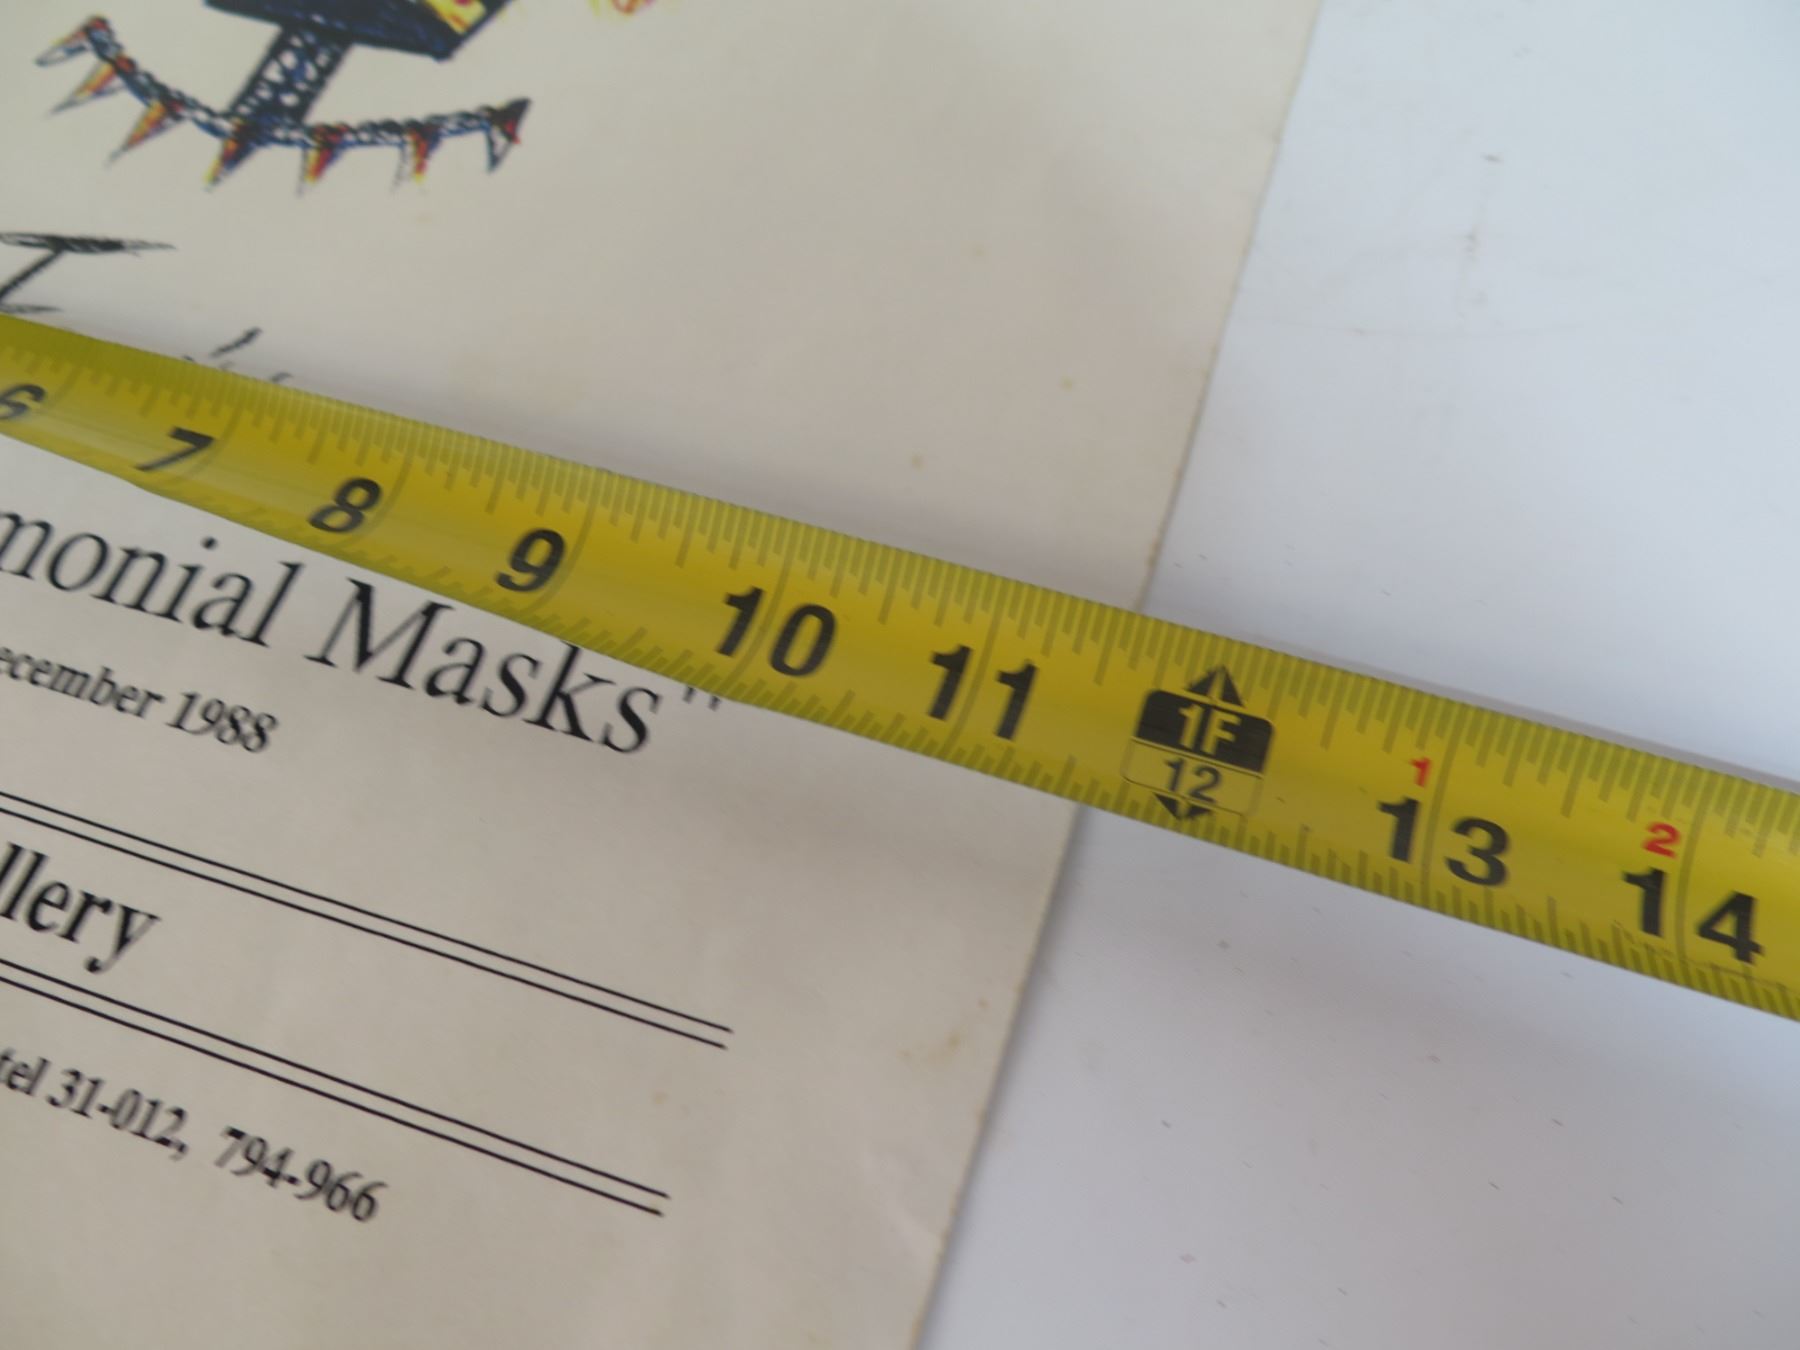 6 7 8 9 10 11 1F 12 1 13 2 14
monial Masks"
ecember 1988
llery
tel 31-012, 794-966